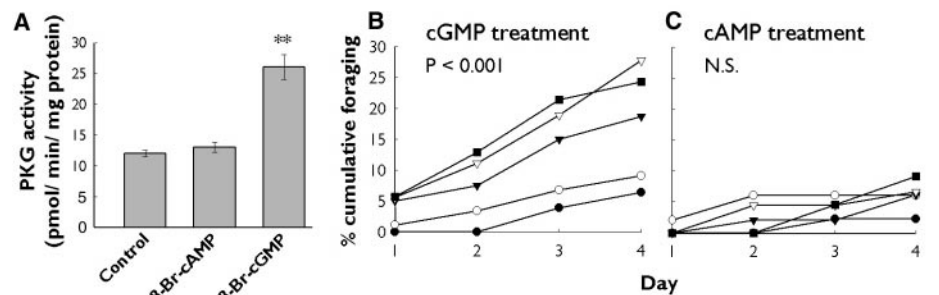 A
PKG activity
(pmol/ min/ mg protein)
30
25
20
15
10
5
0
**
Control
8-Br-cAMP
8-Br-cGMP
B
cGMP treatment
P < 0.001
% cumulative foraging
30
25
20
15
10
5
0
1
2
3
4
C
cAMP treatment
N.S.
1
2
3
4
Day